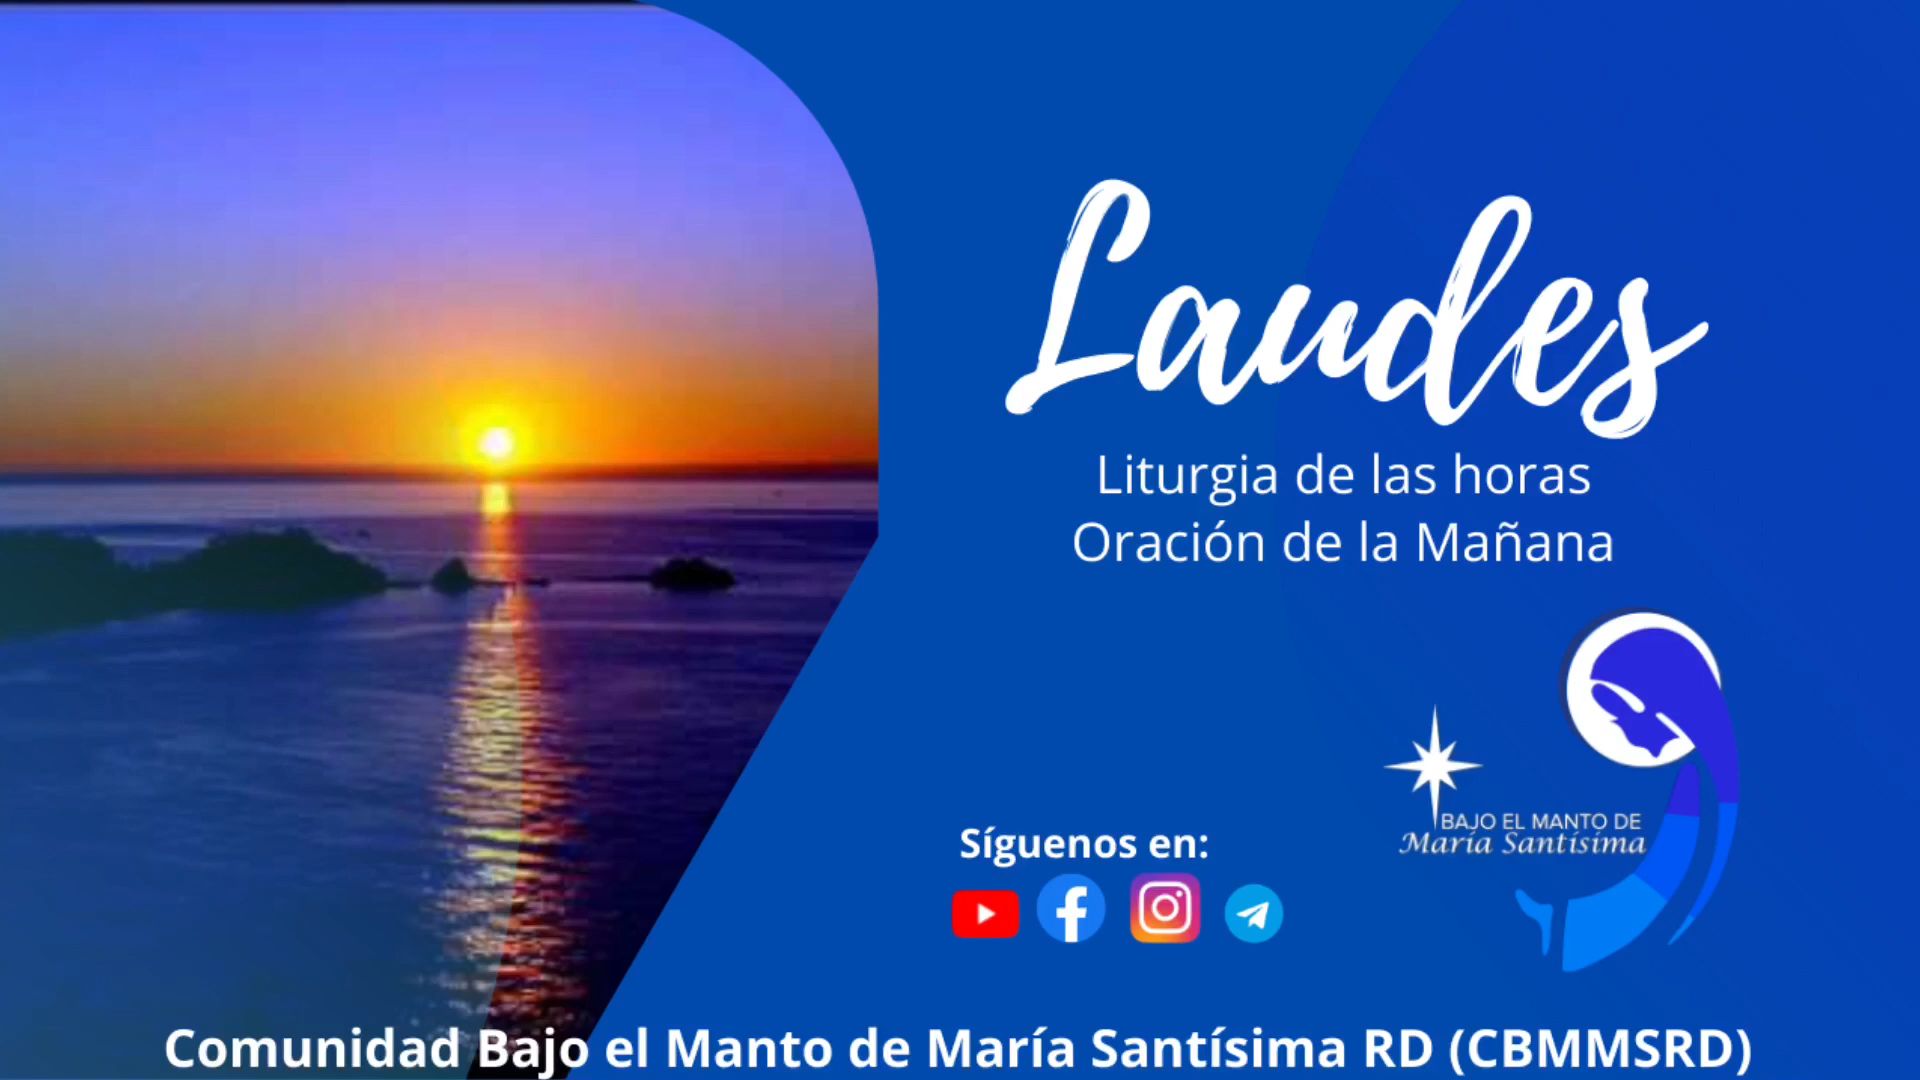 Laudes
Liturgia de las horas
Oración de la Mañana
BAJO EL MANTO DE
María Santísima
Síguenos en:
Comunidad Bajo el Manto de María Santísima RD (CBMMSRD)